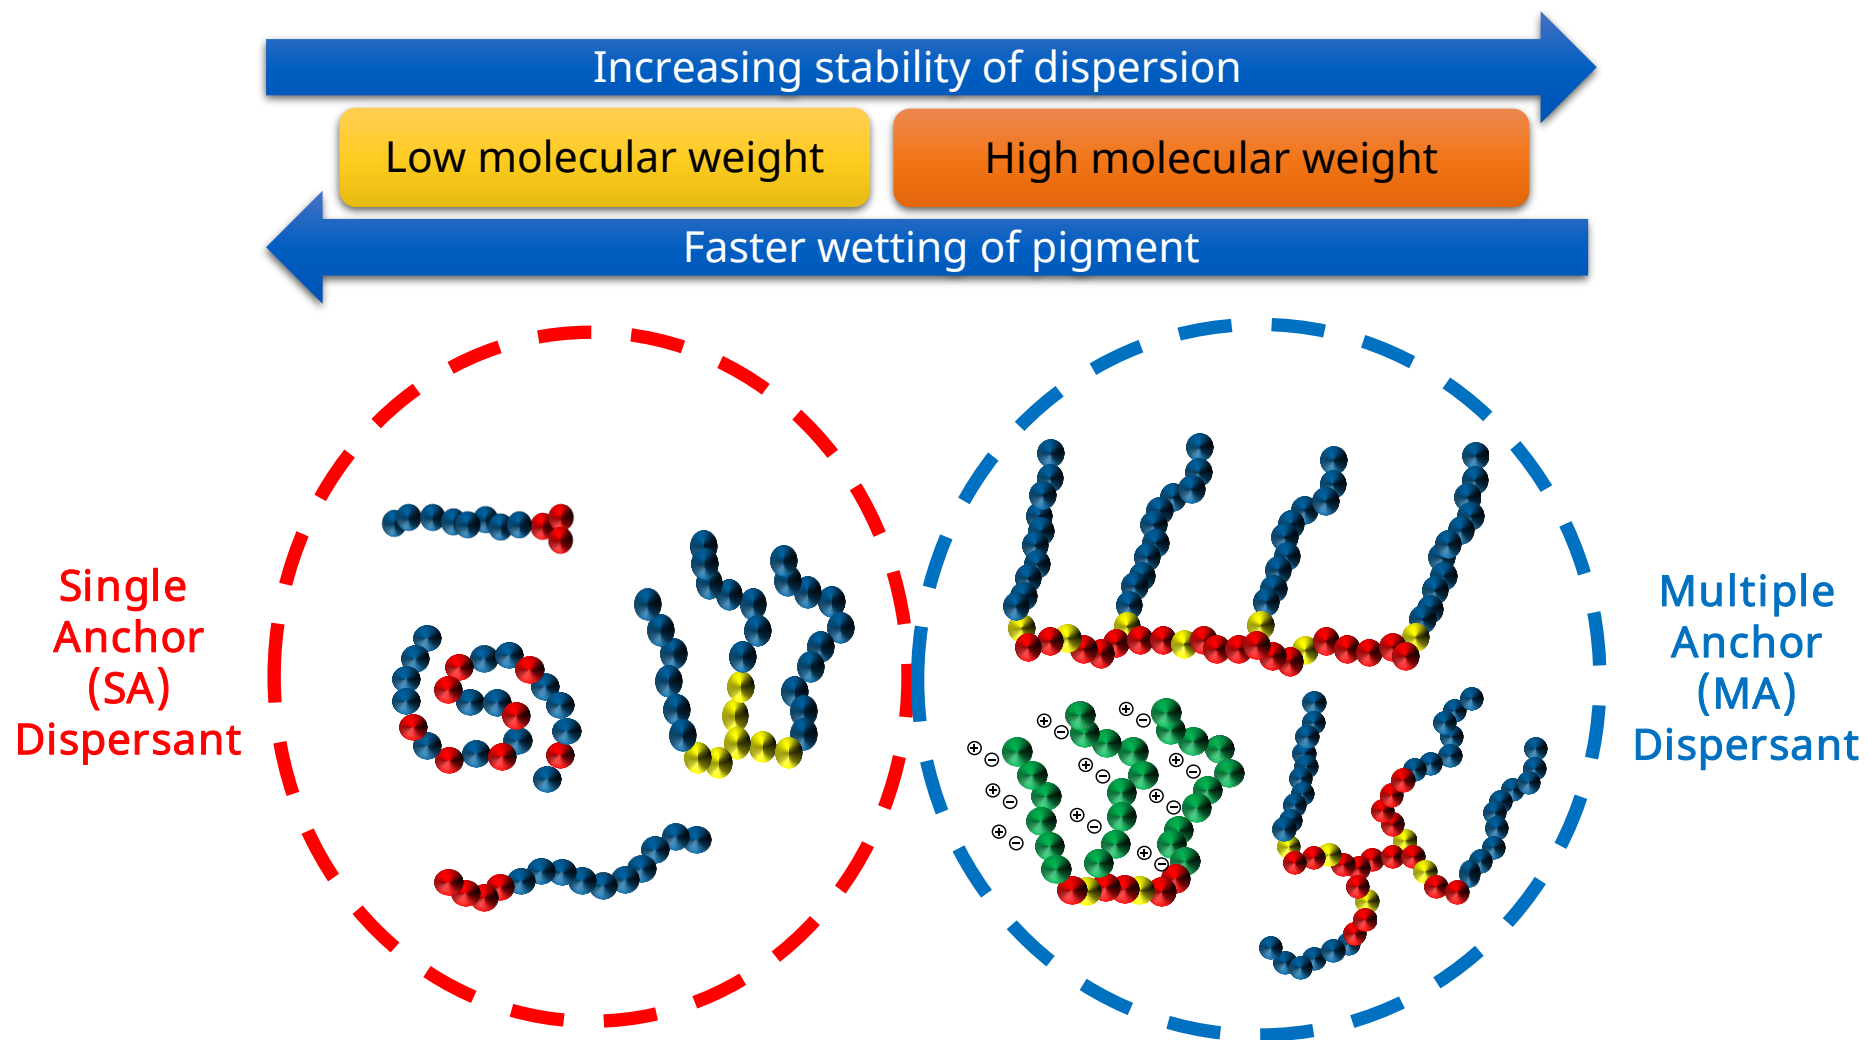 Increasing stability of dispersion
Low molecular weight
High molecular weight
Faster wetting of pigment
Single
Anchor
(SA)
Dispersant
Multiple
Anchor
(MA)
Dispersant